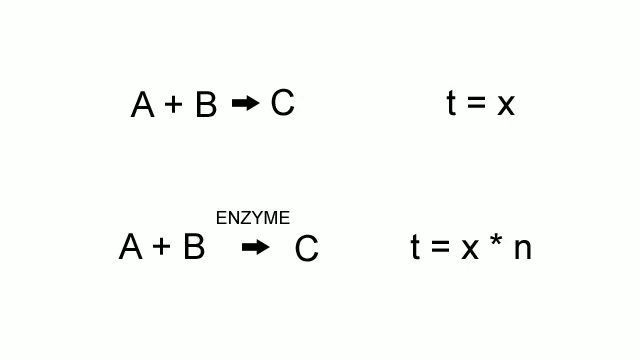 A + B → C t = x
ENZYME
A + B → C t = x * n